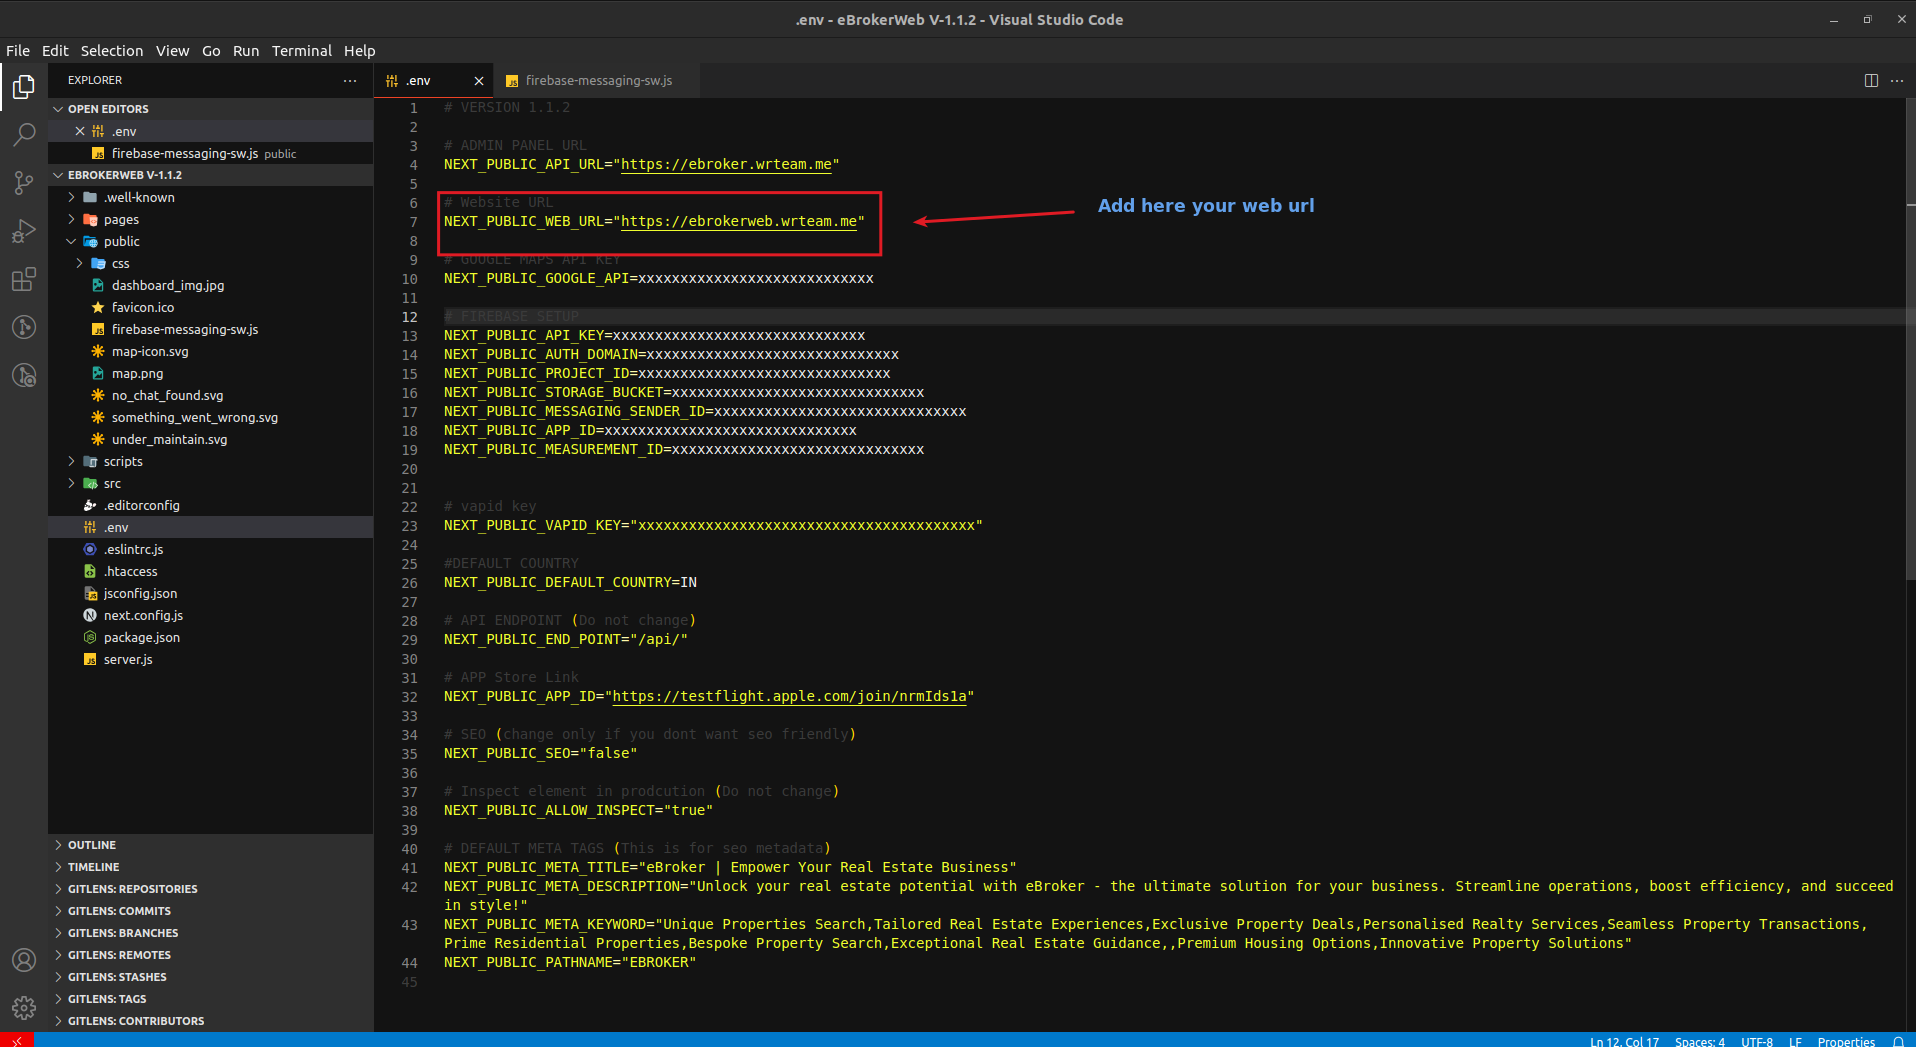 .env - eBrokerWeb V-1.1.2 - Visual Studio Code
File Edit Selection View Go Run Terminal Help
EXPLORER
OPEN EDITORS
.env
firebase-messaging-sw.js public
EBROKERWEB V-1.1.2
.well-known
pages
public
css
dashboard_img.jpg
favicon.ico
firebase-messaging-sw.js
map-icon.svg
map.png
no_chat_found.svg
something_went_wrong.svg
under_maintain.svg
scripts
src
.editorconfig
.env
.eslintrc.js
.htaccess
jsconfig.json
next.config.js
package.json
server.js
OUTLINE
TIMELINE
GITLENS: REPOSITORIES
GITLENS: COMMITS
GITLENS: BRANCHES
GITLENS: REMOTES
GITLENS: STASHES
GITLENS: TAGS
GITLENS: CONTRIBUTORS
.env firebase-messaging-sw.js
1 # VERSION 1.1.2
2
3 # ADMIN PANEL URL
4 NEXT_PUBLIC_API_URL="https://ebroker.wrteam.me"
5
6 # Website URL
7 NEXT_PUBLIC_WEB_URL="https://ebrokerweb.wrteam.me"
Add here your web url
8
9 # GOOGLE MAPS API KEY
10 NEXT_PUBLIC_GOOGLE_API=xxxxxxxxxxxxxxxxxxxxxxxxxxxx
11
12 # FIREBASE SETUP
13 NEXT_PUBLIC_API_KEY=xxxxxxxxxxxxxxxxxxxxxxxxxxxxxx
14 NEXT_PUBLIC_AUTH_DOMAIN=xxxxxxxxxxxxxxxxxxxxxxxxxxxxxx
15 NEXT_PUBLIC_PROJECT_ID=xxxxxxxxxxxxxxxxxxxxxxxxxxxxxx
16 NEXT_PUBLIC_STORAGE_BUCKET=xxxxxxxxxxxxxxxxxxxxxxxxxxxxxx
17 NEXT_PUBLIC_MESSAGING_SENDER_ID=xxxxxxxxxxxxxxxxxxxxxxxxxxxxxx
18 NEXT_PUBLIC_APP_ID=xxxxxxxxxxxxxxxxxxxxxxxxxxxxxx
19 NEXT_PUBLIC_MEASUREMENT_ID=xxxxxxxxxxxxxxxxxxxxxxxxxxxxxx
20
21
22 # vapid key
23 NEXT_PUBLIC_VAPID_KEY="xxxxxxxxxxxxxxxxxxxxxxxxxxxxxxxxxxxxxxxx"
24
25 #DEFAULT COUNTRY
26 NEXT_PUBLIC_DEFAULT_COUNTRY=IN
27
28 # API ENDPOINT (Do not change)
29 NEXT_PUBLIC_END_POINT="/api/"
30
31 # APP Store Link
32 NEXT_PUBLIC_APP_ID="https://testflight.apple.com/join/nrmIds1a"
33
34 # SEO (change only if you dont want seo friendly)
35 NEXT_PUBLIC_SEO="false"
36
37 # Inspect element in prodcution (Do not change)
38 NEXT_PUBLIC_ALLOW_INSPECT="true"
39
40 # DEFAULT META TAGS (This is for seo metadata)
41 NEXT_PUBLIC_META_TITLE="eBroker | Empower Your Real Estate Business"
42 NEXT_PUBLIC_META_DESCRIPTION="Unlock your real estate potential with eBroker - the ultimate solution for your business. Streamline operations, boost efficiency, and succeed
in style!"
43 NEXT_PUBLIC_META_KEYWORD="Unique Properties Search,Tailored Real Estate Experiences,Exclusive Property Deals,Personalised Realty Services,Seamless Property Transactions,
Prime Residential Properties,Bespoke Property Search,Exceptional Real Estate Guidance,,Premium Housing Options,Innovative Property Solutions"
44 NEXT_PUBLIC_PATHNAME="EBROKER"
45
Ln 12, Col 17 Spaces: 4 UTF-8 LF Properties